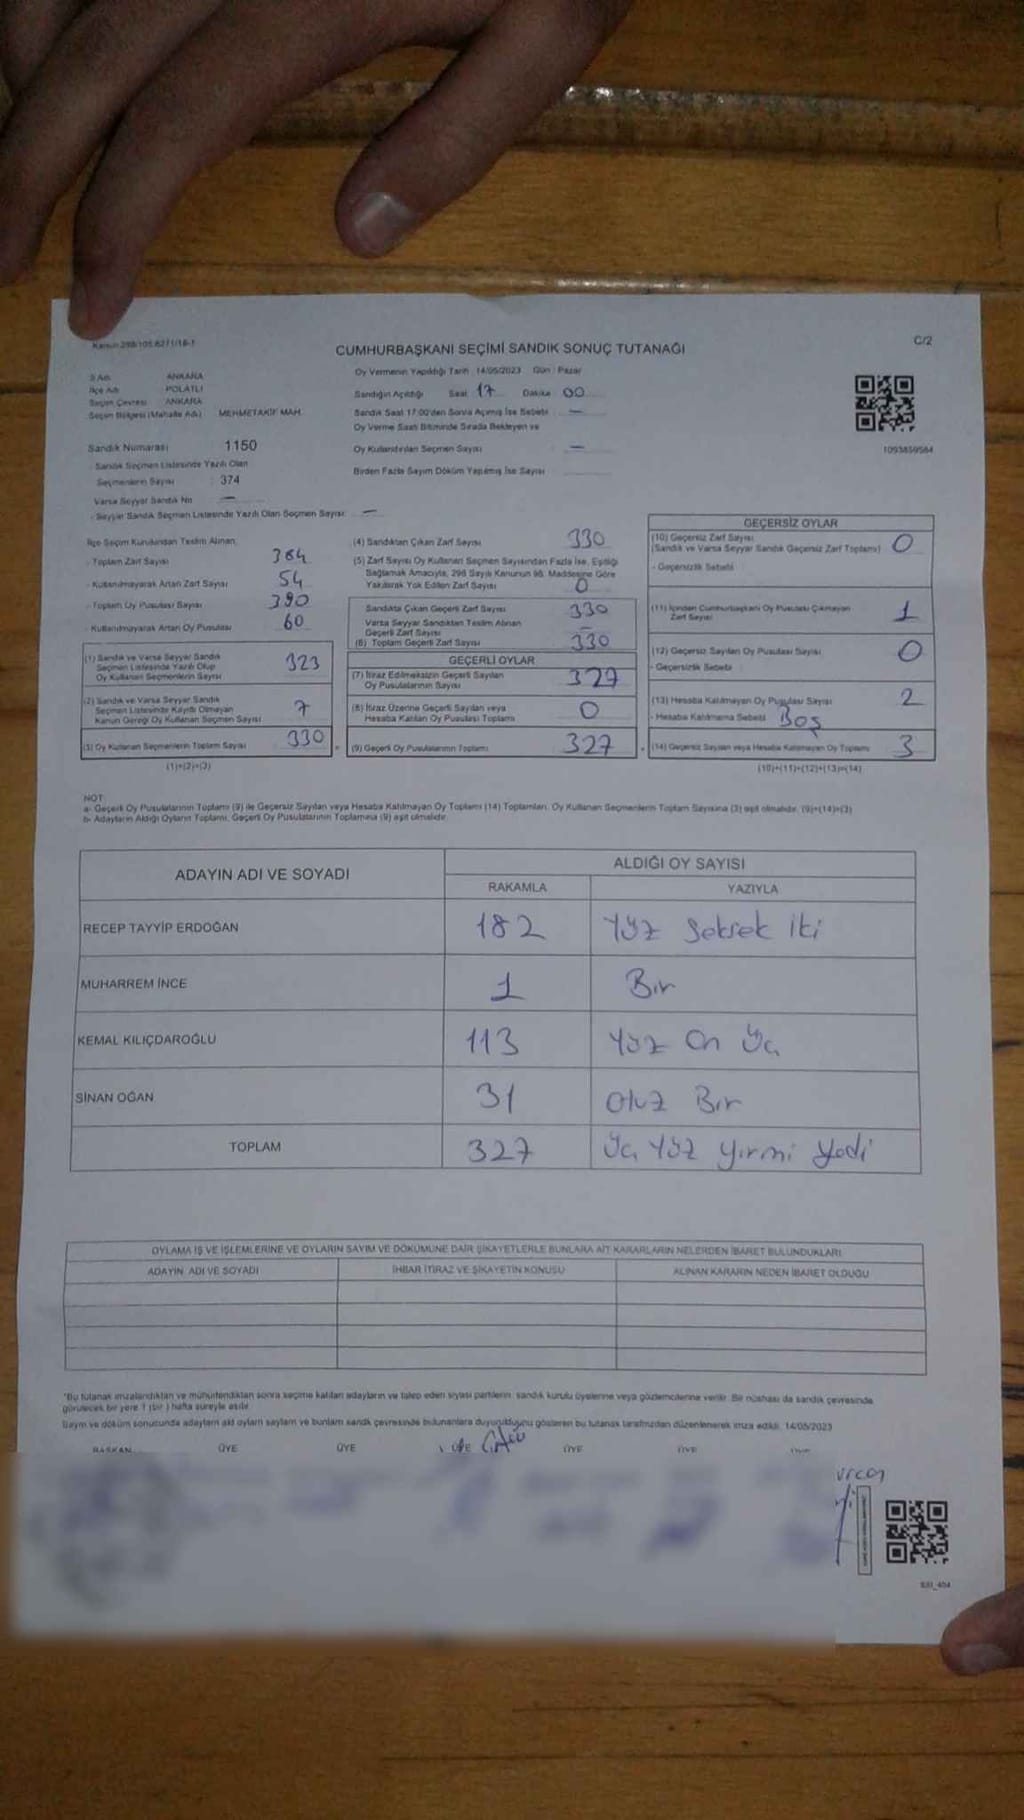 Kanun:298/105.6271/18-1
C/2
CUMHURBAŞKANI SEÇİMİ SANDIK SONUÇ TUTANAĞI
İl Adı ANKARA
İlçe Adı POLATLI
Seçim Çevresi ANKARA
Seçim Bölgesi (Mahalle Adı) MEHMETAKİF MAH.
Sandık Numarası 1150
- Sandık Seçmen Listesinde Yazılı Olan
Seçmenlerin Sayısı : 374
Varsa Seyyar Sandık No —
- Seyyar Sandık Seçmen Listesinde Yazılı Olan Seçmen Sayısı: —
Oy Vermenin Yapıldığı Tarih : 14/05/2023 Gün : Pazar
Sandığın Açıldığı Saat 17 Dakika 00
Sandık Saat 17:00'den Sonra Açılmış İse Sebebi —
Oy Verme Saati Bitiminde Sırada Bekleyen ve
Oy Kullandırılan Seçmen Sayısı —
Birden Fazla Sayım Döküm Yapılmış İse Sayısı
1093859584
İlçe Seçim Kurulundan Teslim Alınan;
- Toplam Zarf Sayısı 384
- Kullanılmayarak Artan Zarf Sayısı 54
- Toplam Oy Pusulası Sayısı 390
- Kullanılmayarak Artan Oy Pusulası 60
(1) Sandık ve Varsa Seyyar Sandık
Seçmen Listesinde Yazılı Olup
Oy Kullanan Seçmenlerin Sayısı 323
(2) Sandık ve Varsa Seyyar Sandık
Seçmen Listesinde Kayıtlı Olmayan
Kanun Gereği Oy Kullanan Seçmen Sayısı 7
(3) Oy Kullanan Seçmenlerin Toplam Sayısı 330
(1)+(2)=(3)
(4) Sandıktan Çıkan Zarf Sayısı 330
(5) Zarf Sayısı Oy Kullanan Seçmen Sayısından Fazla İse, Eşitliği
Sağlamak Amacıyla, 298 Sayılı Kanunun 98. Maddesine Göre
Yakılarak Yok Edilen Zarf Sayısı 0
Sandıkta Çıkan Geçerli Zarf Sayısı 330
Varsa Seyyar Sandıktan Teslim Alınan
Geçerli Zarf Sayısı —
(6) Toplam Geçerli Zarf Sayısı 330
GEÇERLİ OYLAR
(7) İtiraz Edilmeksizin Geçerli Sayılan
Oy Pusulalarının Sayısı 327
(8) İtiraz Üzerine Geçerli Sayılan veya
Hesaba Katılan Oy Pusulası Toplamı 0
(9) Geçerli Oy Pusulalarının Toplamı 327
GEÇERSİZ OYLAR
(10) Geçersiz Zarf Sayısı
(Sandık ve Varsa Seyyar Sandık Geçersiz Zarf Toplamı) 0
- Geçersizlik Sebebi
(11) İçinden Cumhurbaşkanı Oy Pusulası Çıkmayan
Zarf Sayısı 1
(12) Geçersiz Sayılan Oy Pusulası Sayısı 0
- Geçersizlik Sebebi
(13) Hesaba Katılmayan Oy Pusulası Sayısı 2
- Hesaba Katılmama Sebebi Boş
(14) Geçersiz Sayılan veya Hesaba Katılmayan Oy Toplamı 3
(10)+(11)+(12)+(13)=(14)
NOT:
a- Geçerli Oy Pusulalarının Toplamı (9) ile Geçersiz Sayılan veya Hesaba Katılmayan Oy Toplamı (14) Toplamları, Oy Kullanan Seçmenlerin Toplam Sayısına (3) eşit olmalıdır. (9)+(14)=(3)
b- Adayların Aldığı Oyların Toplamı, Geçerli Oy Pusulalarının Toplamına (9) eşit olmalıdır.
ADAYIN ADI VE SOYADI ALDIĞI OY SAYISI
RAKAMLA YAZIYLA
RECEP TAYYİP ERDOĞAN 182 Yüz Seksek iki
MUHARREM İNCE 1 Bir
KEMAL KILIÇDAROĞLU 113 Yüz On Üç
SİNAN OĞAN 31 Otuz Bir
TOPLAM 327 Üç Yüz Yirmi Yedi
OYLAMA İŞ VE İŞLEMLERİNE VE OYLARIN SAYIM VE DÖKÜMÜNE DAİR ŞİKAYETLERLE BUNLARA AİT KARARLARIN NELERDEN İBARET BULUNDUKLARI
ADAYIN ADI VE SOYADI İHBAR İTİRAZ VE ŞİKAYETİN KONUSU ALINAN KARARIN NEDEN İBARET OLDUĞU
*Bu tutanak imzalandıktan ve mühürlendikten sonra seçime katılan adayların ve talep eden siyasi partilerin sandık kurulu üyelerine veya gözlemcilerine verilir. Bir nüshası da sandık çevresinde
görülecek bir yere 1 (bir ) hafta süreyle asılır.
Sayım ve döküm sonucunda adayların aldığı oyların sayıları ve bunların sandık çevresinde bulunanlara duyurulduğunu gösteren bu tutanak tarafımızdan düzenlenerek imza edildi. 14/05/2023
BAŞKAN ÜYE ÜYE ÜYE ÜYE ÜYE ÜYE